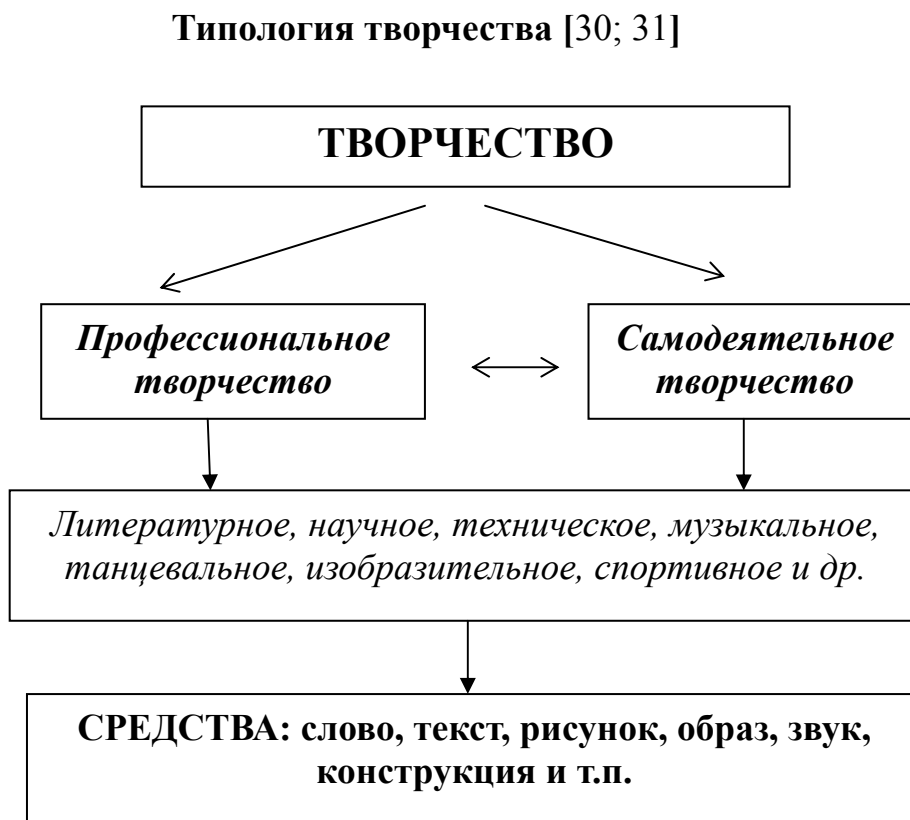 Типология творчества [30; 31]
ТВОРЧЕСТВО
Профессиональное
творчество
Самодеятельное
творчество
Литературное, научное, техническое, музыкальное,
танцевальное, изобразительное, спортивное и др.
СРЕДСТВА: слово, текст, рисунок, образ, звук,
конструкция и т.п.